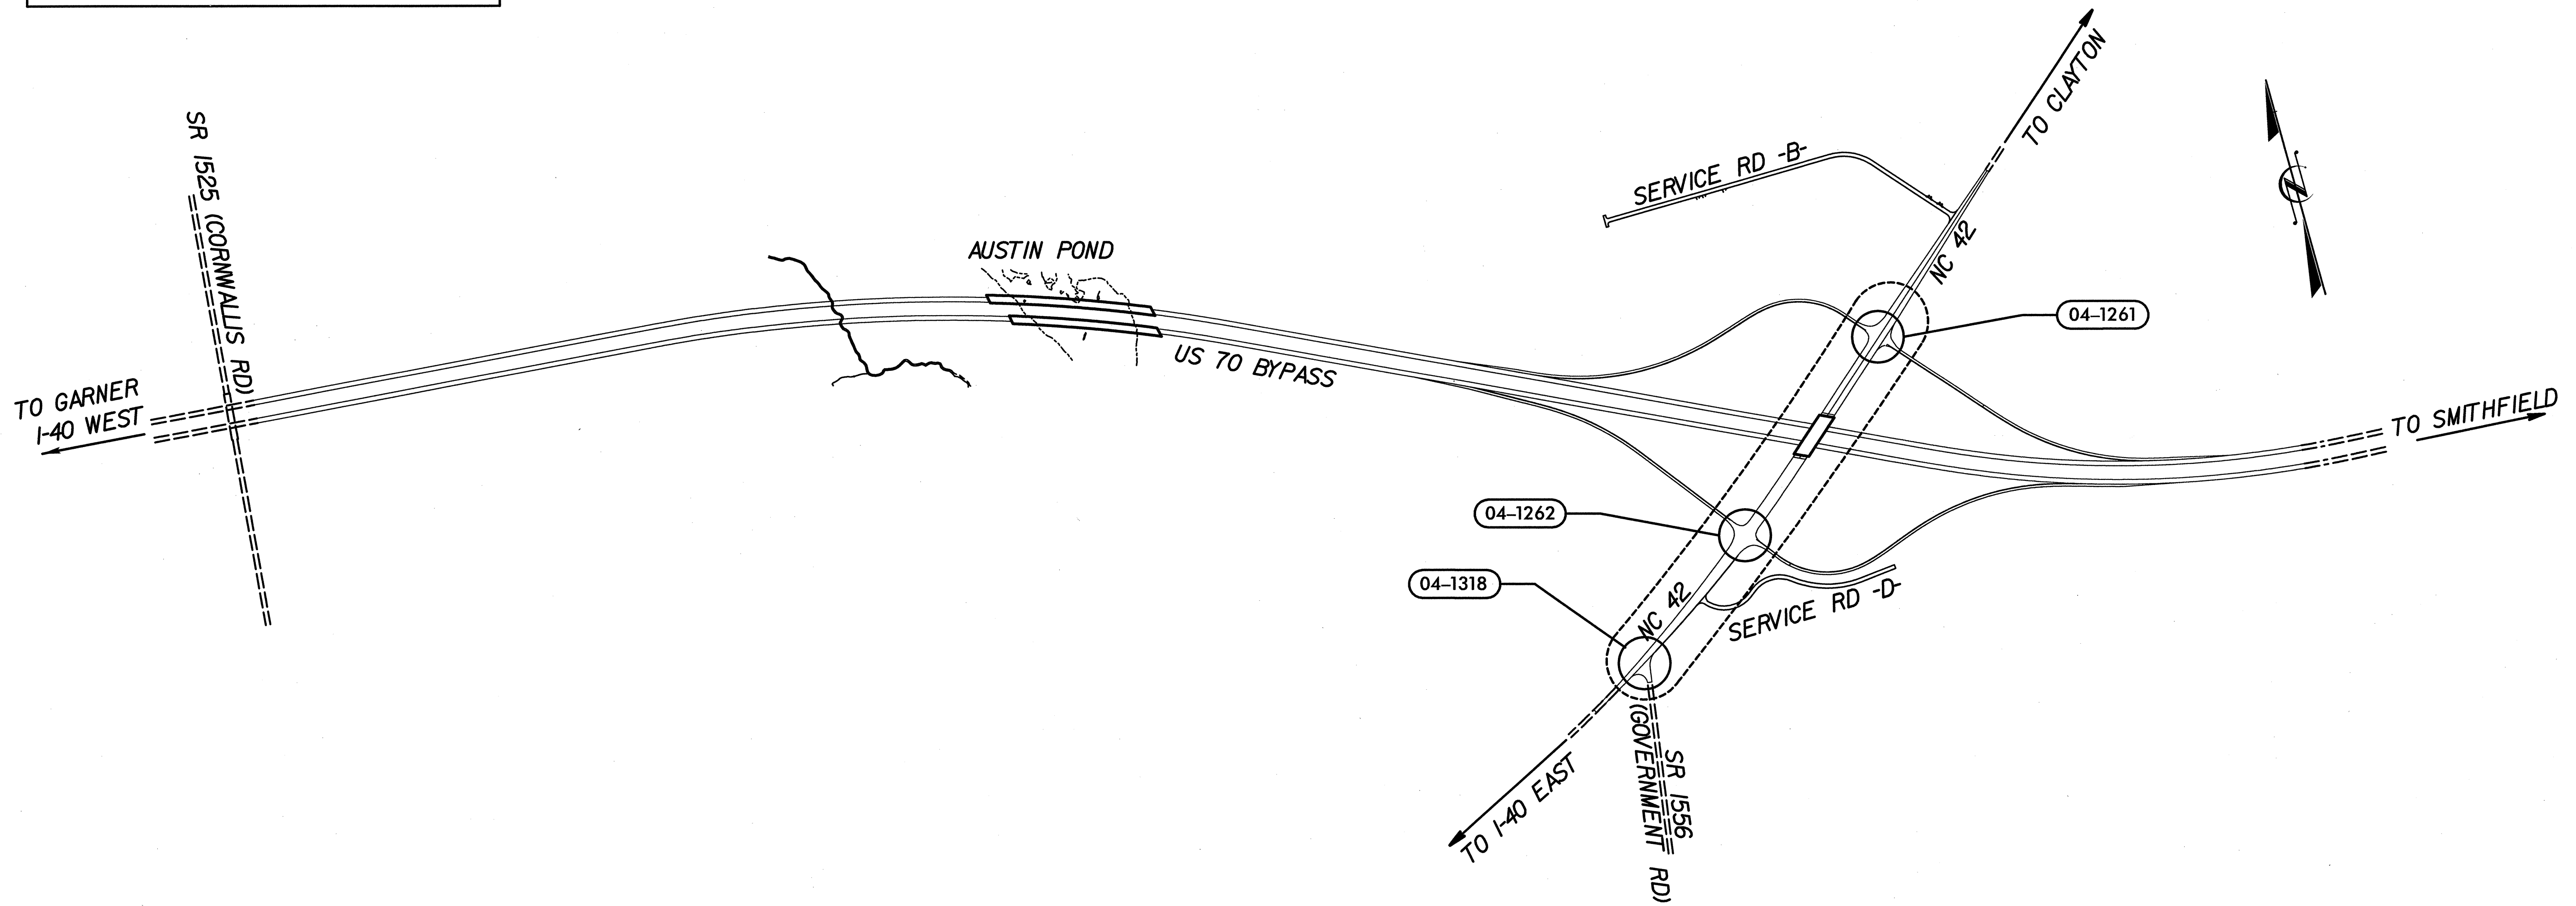 SR 1525 (CORNWALLIS RD)
TO GARNER
I-40 WEST
AUSTIN POND
US 70 BYPASS
SERVICE RD -B-
TO CLAYTON
NC 42
04-1261
TO SMITHFIELD
04-1262
04-1318
NC 42
SERVICE RD -D-
TO I-40 EAST
SR 1556
(GOVERNMENT RD)
N